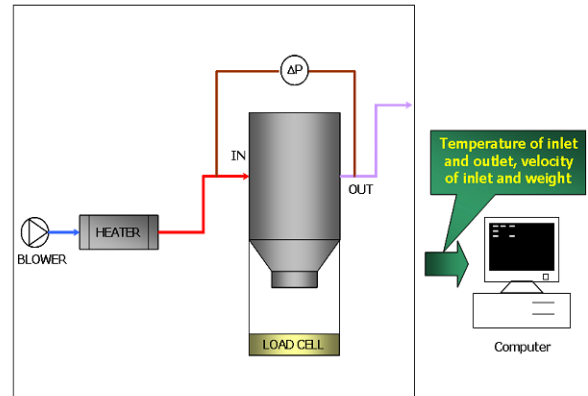 ΔP
IN
OUT
HEATER
BLOWER
LOAD CELL
Temperature of inlet
and outlet, velocity
of inlet and weight
Computer